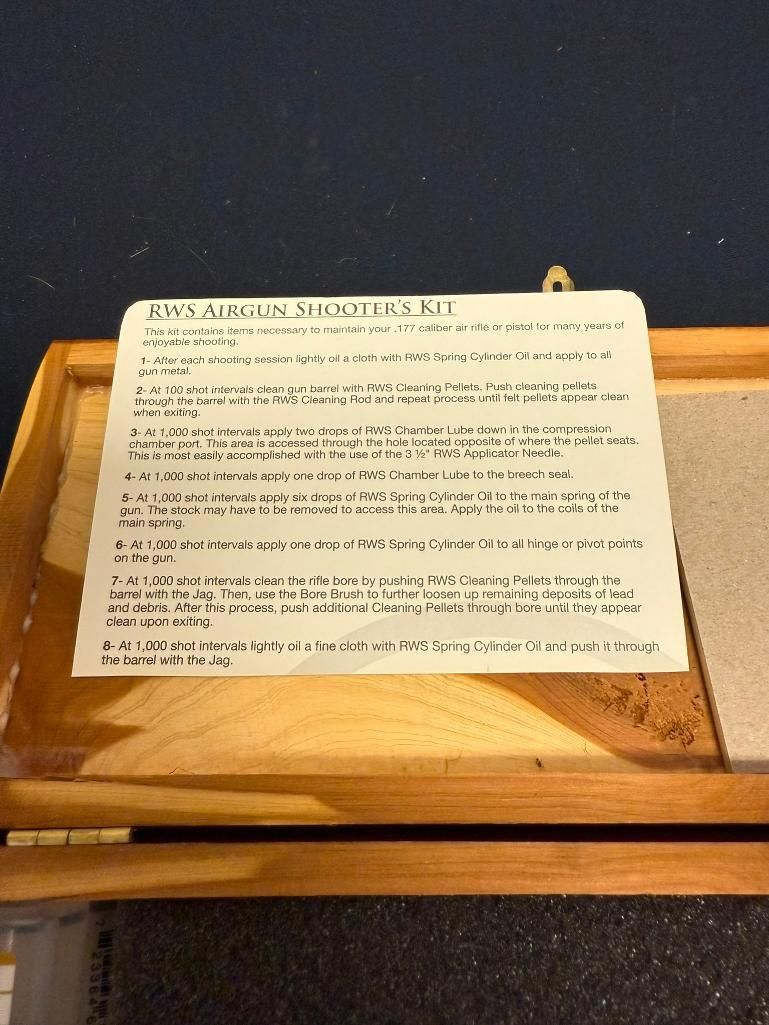 RWS AIRGUN SHOOTER'S KIT
This kit contains items necessary to maintain your .177 caliber air rifle or pistol for many years of
enjoyable shooting.
1- After each shooting session lightly oil a cloth with RWS Spring Cylinder Oil and apply to all
gun metal.
2- At 100 shot intervals clean gun barrel with RWS Cleaning Pellets. Push cleaning pellets
through the barrel with the RWS Cleaning Rod and repeat process until felt pellets appear clean
when exiting.
3- At 1,000 shot intervals apply two drops of RWS Chamber Lube down in the compression
chamber port. This area is accessed through the hole located opposite of where the pellet seats.
This is most easily accomplished with the use of the 3 ½" RWS Applicator Needle.
4- At 1,000 shot intervals apply one drop of RWS Chamber Lube to the breech seal.
5- At 1,000 shot intervals apply six drops of RWS Spring Cylinder Oil to the main spring of the
gun. The stock may have to be removed to access this area. Apply the oil to the coils of the
main spring.
6- At 1,000 shot intervals apply one drop of RWS Spring Cylinder Oil to all hinge or pivot points
on the gun.
7- At 1,000 shot intervals clean the rifle bore by pushing RWS Cleaning Pellets through the
barrel with the Jag. Then, use the Bore Brush to further loosen up remaining deposits of lead
and debris. After this process, push additional Cleaning Pellets through bore until they appear
clean upon exiting.
8- At 1,000 shot intervals lightly oil a fine cloth with RWS Spring Cylinder Oil and push it through
the barrel with the Jag.